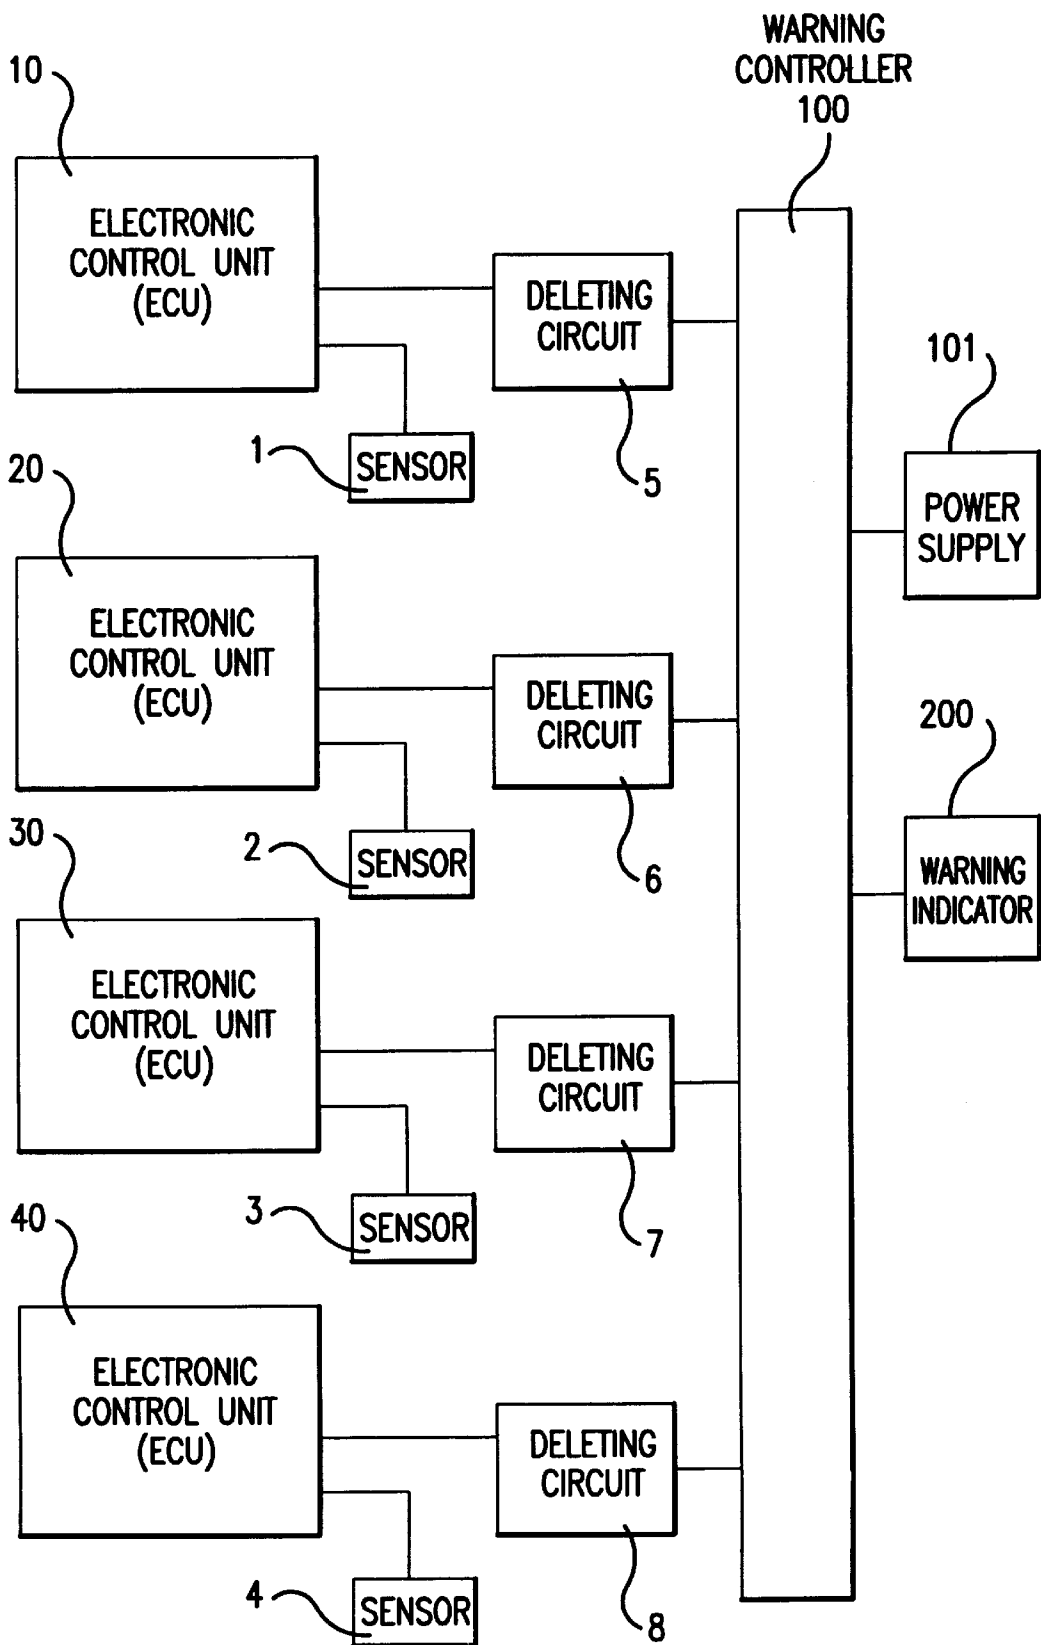 WARNING
CONTROLLER
100
10
ELECTRONIC
CONTROL UNIT
(ECU)
DELETING
CIRCUIT
5
1
SENSOR
101
POWER
SUPPLY
20
ELECTRONIC
CONTROL UNIT
(ECU)
DELETING
CIRCUIT
6
2
SENSOR
200
WARNING
INDICATOR
30
ELECTRONIC
CONTROL UNIT
(ECU)
DELETING
CIRCUIT
7
3
SENSOR
40
ELECTRONIC
CONTROL UNIT
(ECU)
DELETING
CIRCUIT
8
4
SENSOR